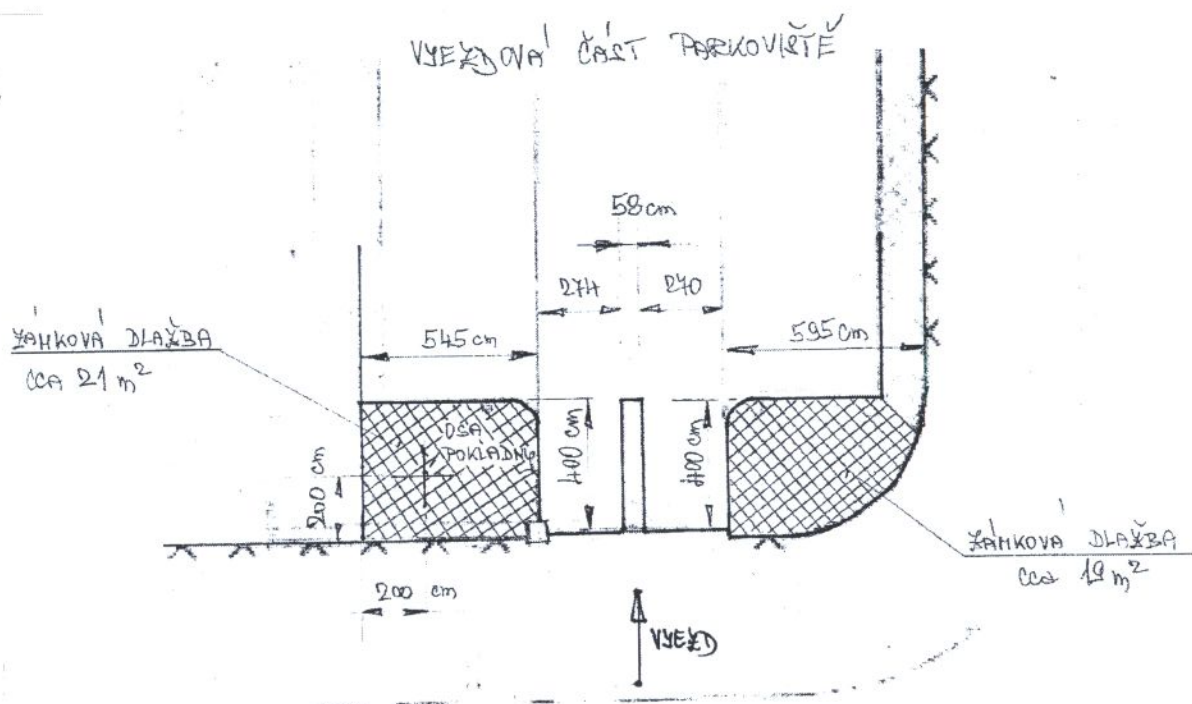 VJEZDOVÁ ČÁST PARKOVIŠTĚ
58 cm
274
270
545 cm
595 cm
ZÁMKOVÁ DLAŽBA
CCA 21 m²
OSA
POKLADNY
400 cm
400 cm
200 cm
ZÁMKOVÁ DLAŽBA
cca 19 m²
200 cm
VJEZD